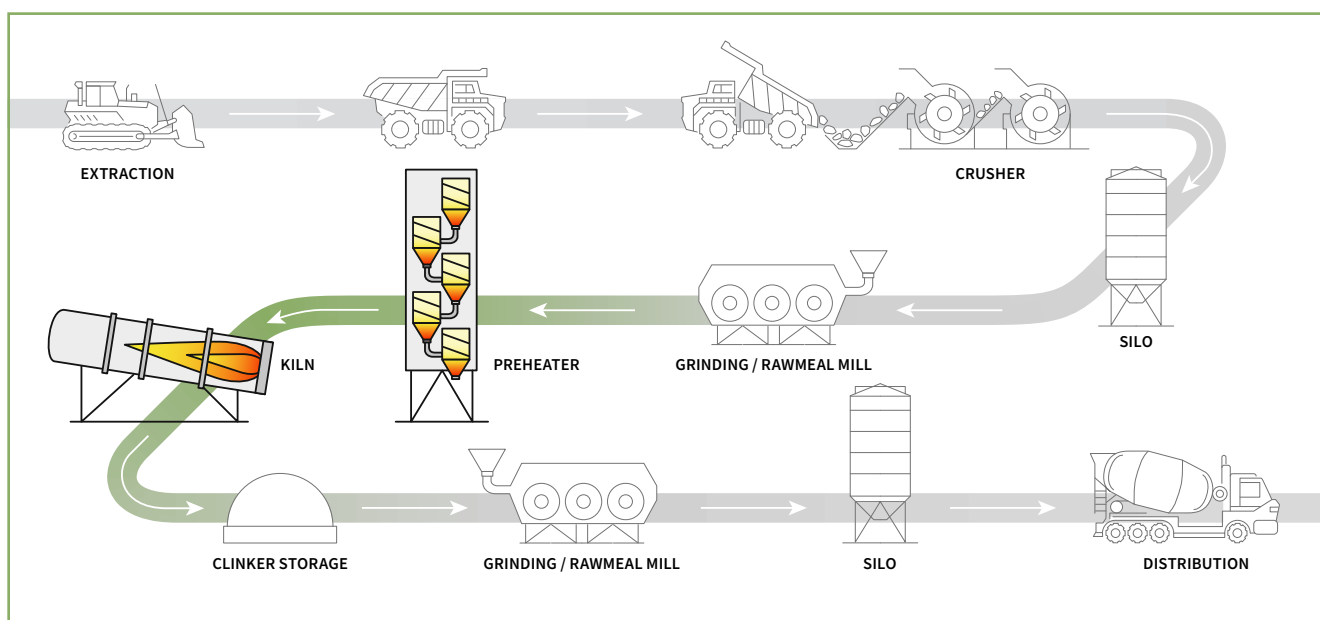 EXTRACTION
CRUSHER
SILO
GRINDING / RAWMEAL MILL
PREHEATER
KILN
CLINKER STORAGE
GRINDING / RAWMEAL MILL
SILO
DISTRIBUTION